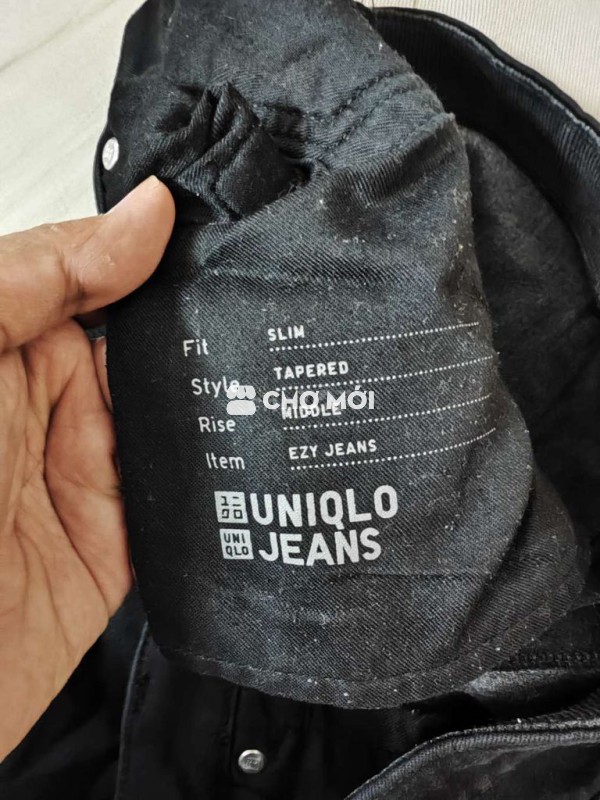 Fit SLIM
Style TAPERED
CHỢ MỚI
Rise MIDDLE
Item EZY JEANS
ユニクロ UNIQLO
UNI QLO JEANS